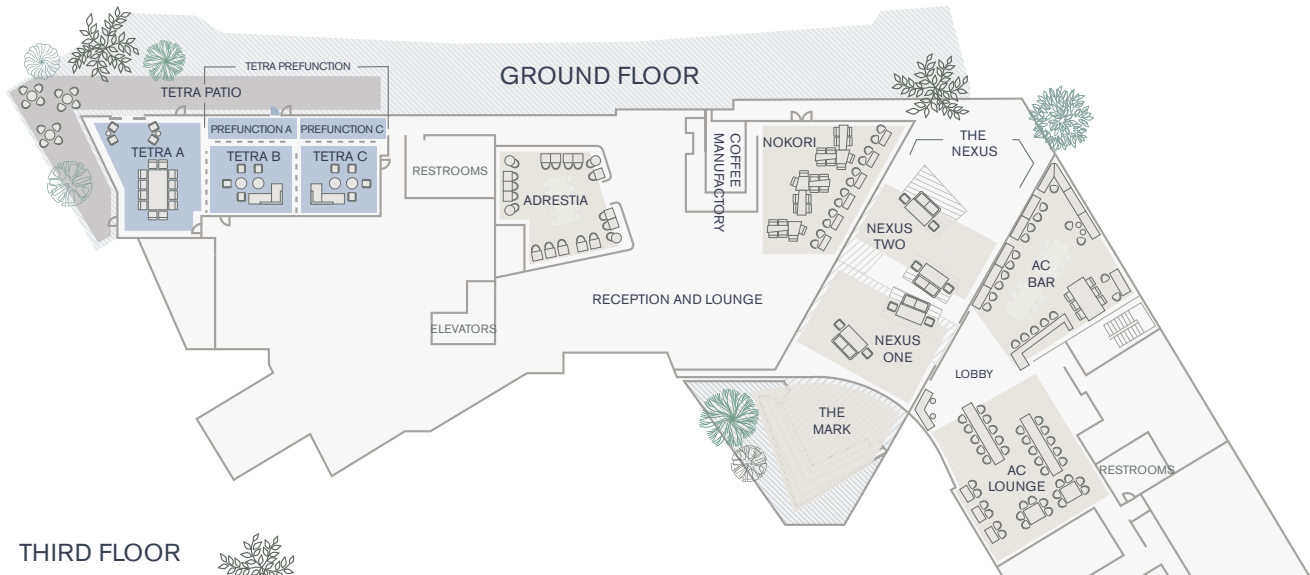 GROUND FLOOR
TETRA PREFUNCTION
TETRA PATIO
PREFUNCTION A
PREFUNCTION C
TETRA A
TETRA B
TETRA C
RESTROOMS
ADRESTIA
COFFEE
MANUFACTORY
NOKORI
THE
NEXUS
NEXUS
TWO
AC
BAR
RECEPTION AND LOUNGE
ELEVATORS
NEXUS
ONE
LOBBY
THE
MARK
AC
LOUNGE
RESTROOMS
THIRD FLOOR